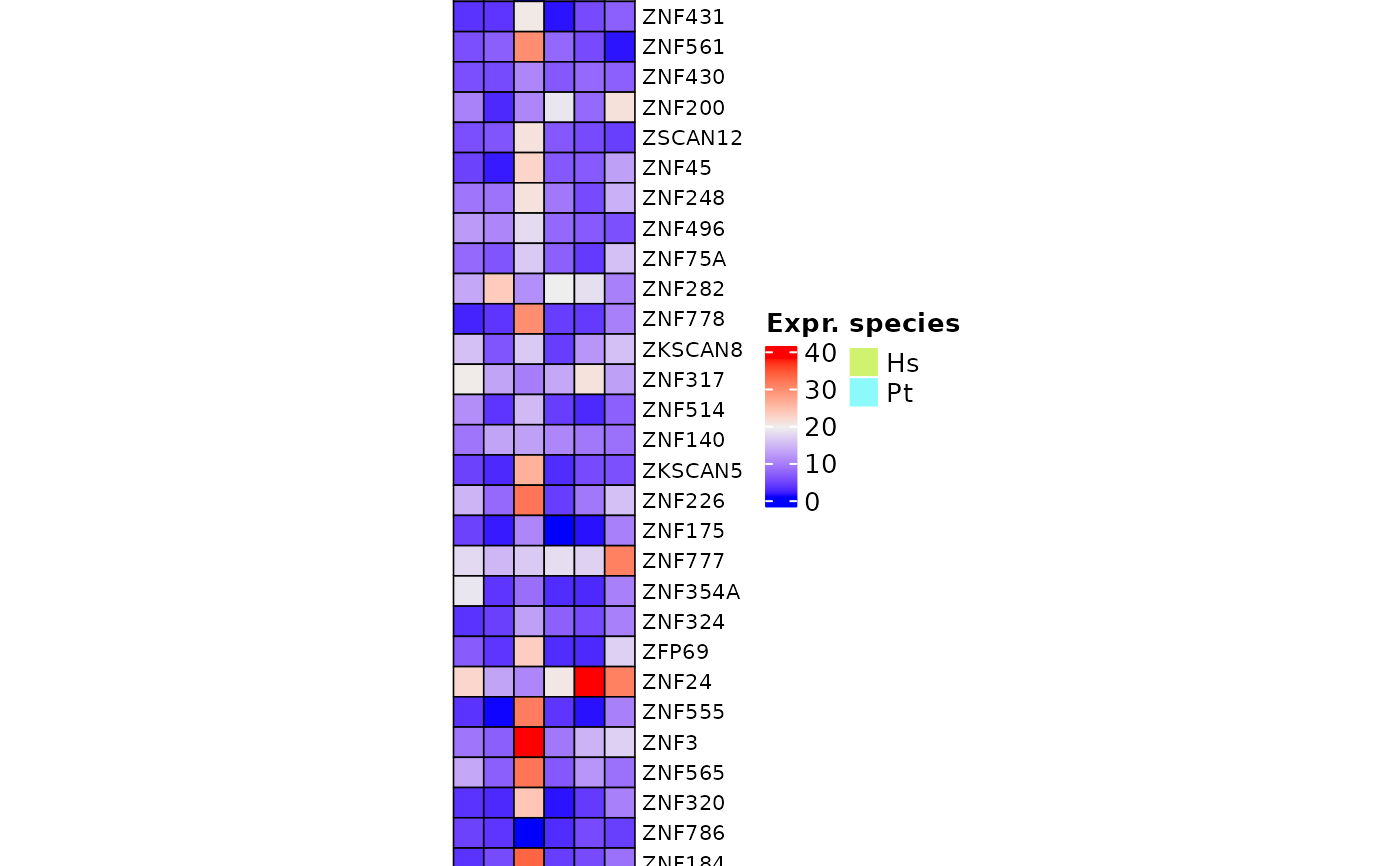 ZNF431
ZNF561
ZNF430
ZNF200
ZSCAN12
ZNF45
ZNF248
ZNF496
ZNF75A
ZNF282
ZNF778
ZKSCAN8
ZNF317
ZNF514
ZNF140
ZKSCAN5
ZNF226
ZNF175
ZNF777
ZNF354A
ZNF324
ZFP69
ZNF24
ZNF555
ZNF3
ZNF565
ZNF320
ZNF786
ZNF184
Expr. species
40
30
20
10
0
Hs
Pt